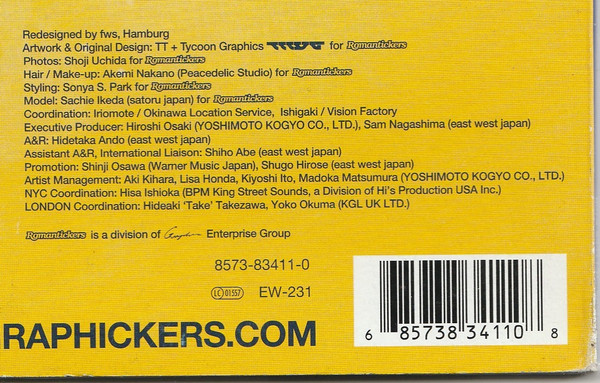 Redesigned by fws, Hamburg
Artwork & Original Design: TT + Tycoon Graphics for Romantickers
Photos: Shoji Uchida for Romantickers
Hair / Make-up: Akemi Nakano (Peacedelic Studio) for Romantickers
Styling: Sonya S. Park for Romantickers
Model: Sachie Ikeda (satoru japan) for Romantickers
Coordination: Iriomote / Okinawa Location Service, Ishigaki / Vision Factory
Executive Producer: Hiroshi Osaki (YOSHIMOTO KOGYO CO., LTD.), Sam Nagashima (east west japan)
A&R: Hidetaka Ando (east west japan)
Assistant A&R, International Liaison: Shiho Abe (east west japan)
Promotion: Shinji Osawa (Warner Music Japan), Shugo Hirose (east west japan)
Artist Management: Aki Kihara, Lisa Honda, Kiyoshi Ito, Madoka Matsumura (YOSHIMOTO KOGYO CO., LTD.)
NYC Coordination: Hisa Ishioka (BPM King Street Sounds, a Division of Hi's Production USA Inc.)
LONDON Coordination: Hideaki 'Take' Takezawa, Yoko Okuma (KGL UK LTD.)
Romantickers is a division of Enterprise Group
8573-83411-0
LC 01557 EW-231
6 85738 34110 8
RAPHICKERS.COM